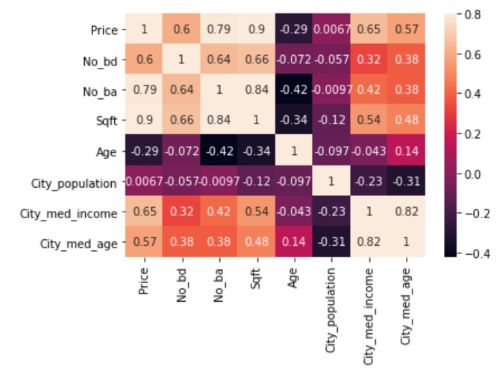 Price 1 0.6 0.79 0.9 -0.29 0.0067 0.65 0.57
No_bd 0.6 1 0.64 0.66 -0.072 -0.057 0.32 0.38
No_ba 0.79 0.64 1 0.84 -0.42 -0.0097 0.42 0.38
Sqft 0.9 0.66 0.84 1 -0.34 -0.12 0.54 0.48
Age -0.29 -0.072 -0.42 -0.34 1 -0.097 -0.043 0.14
City_population 0.0067 -0.057 -0.0097 -0.12 -0.097 1 -0.23 -0.31
City_med_income 0.65 0.32 0.42 0.54 -0.043 -0.23 1 0.82
City_med_age 0.57 0.38 0.38 0.48 0.14 -0.31 0.82 1
Price
No_bd
No_ba
Sqft
Age
City_population
City_med_income
City_med_age
0.8
0.6
0.4
0.2
0.0
-0.2
-0.4